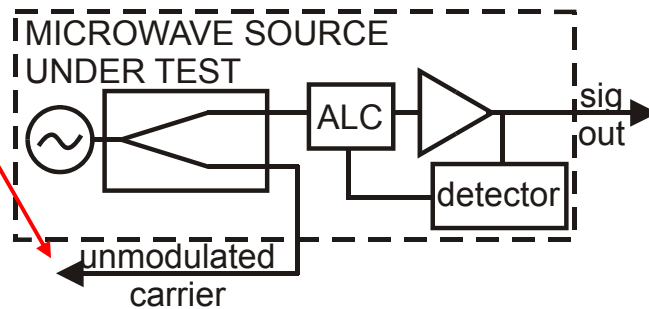 MICROWAVE SOURCE
UNDER TEST
ALC
sig
out
detector
unmodulated
carrier